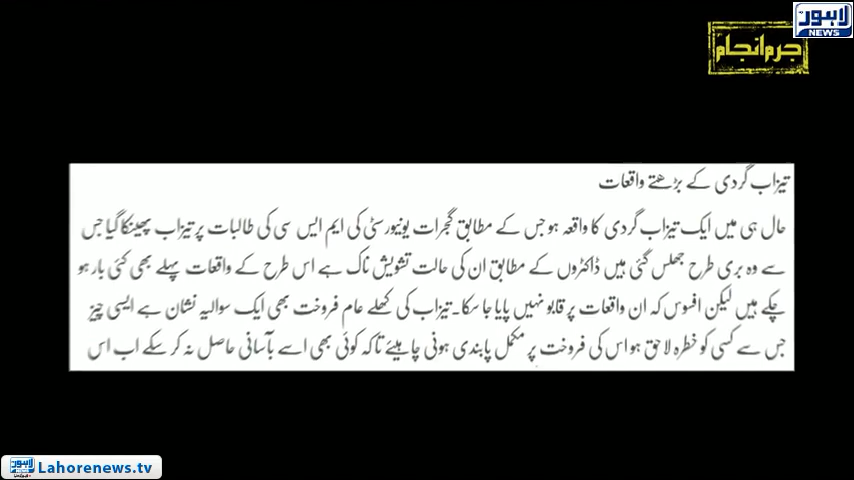 لاہور
NEWS
جرم انجام
تیزاب گردی کے بڑھتے واقعات
حال ہی میں ایک تیزاب گردی کا واقعہ ہو جس کے مطابق گجرات یونیورسٹی کی ایم ایس سی کی طالبات پر تیزاب پھینکا گیا جس
سے وہ بری طرح جھلس گئی ہیں ڈاکٹروں کے مطابق ان کی حالت تشویش ناک ہے اس طرح کے واقعات پہلے بھی کئی بار ہو
چکے ہیں لیکن افسوس کہ ان واقعات پر قابو نہیں پایا جا سکا۔تیزاب کی کھلے عام فروخت بھی ایک سوالیہ نشان ہے ایسی چیز
جس سے کسی کو خطرہ لاحق ہو اس کی فروخت پر مکمل پابندی ہونی چاہیئے تاکہ کوئی بھی اسے بآسانی حاصل نہ کر سکے اب اس
لاہور
Lahorenews.tv